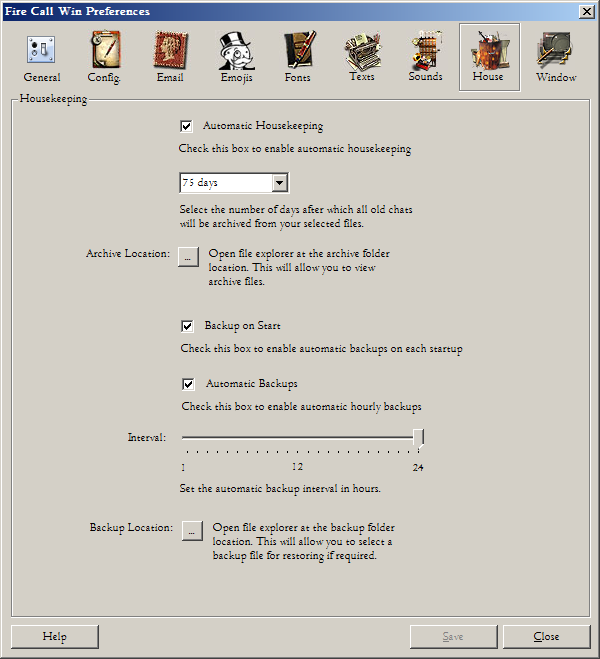 Fire Call Win Preferences
General Config. Email Emojis Fonts Texts Sounds House Window
Housekeeping
Automatic Housekeeping
Check this box to enable automatic housekeeping
75 days
Select the number of days after which all old chats
will be archived from your selected files.
Archive Location: ... Open file explorer at the archive folder
location. This will allow you to view
archive files.
Backup on Start
Check this box to enable automatic backups on each startup
Automatic Backups
Check this box to enable automatic hourly backups
Interval:
1 12 24
Set the automatic backup interval in hours.
Backup Location: ... Open file explorer at the backup folder
location. This will allow you to select a
backup file for restoring if required.
Help Save Close